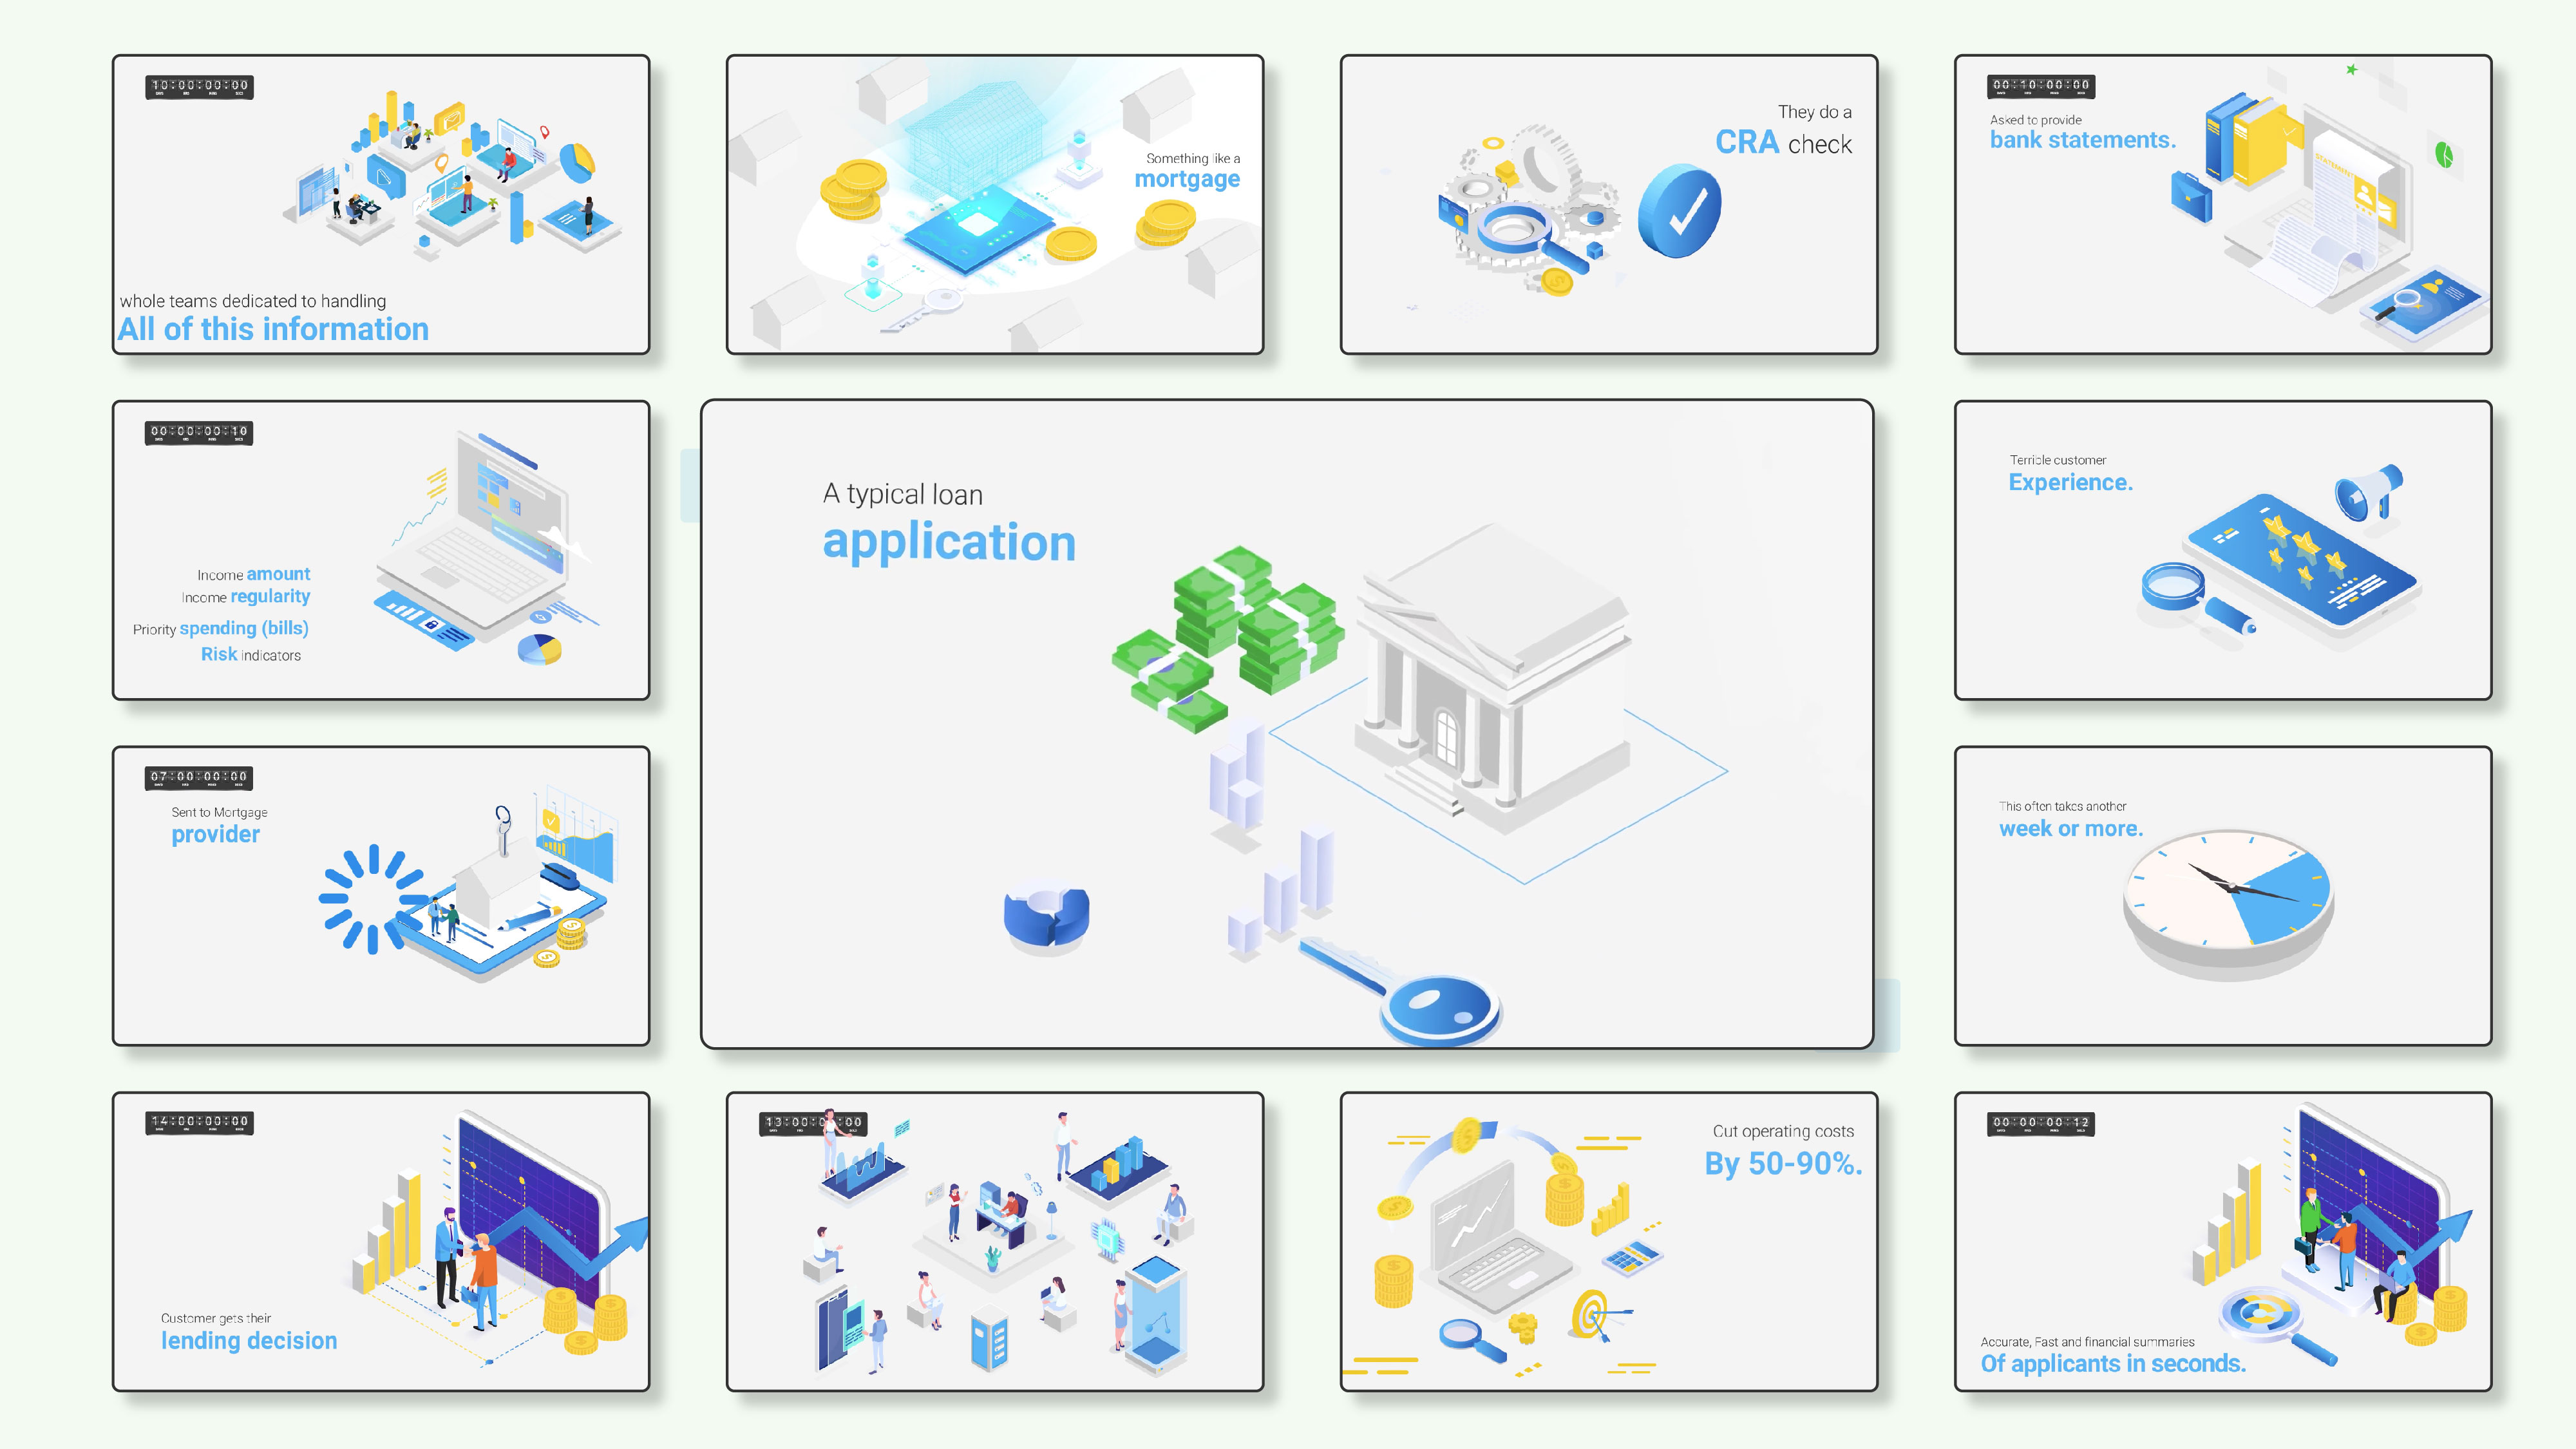 10:00:00:00
whole teams dedicated to handling
All of this information
Something like a
mortgage
They do a
CRA check
00:10:00:00
Asked to provide
bank statements.
STATEMENT
00:00:00:10
Income amount
Income regularity
Priority spending (bills)
Risk indicators
A typical loan
application
Terrible customer
Experience.
07:00:00:00
Sent to Mortgage
provider
This often takes another
week or more.
14:00:00:00
Customer gets their
lending decision
13:00:0 :00
Cut operating costs
By 50-90%.
00:00:00:12
Accurate, Fast and financial summaries
Of applicants in seconds.